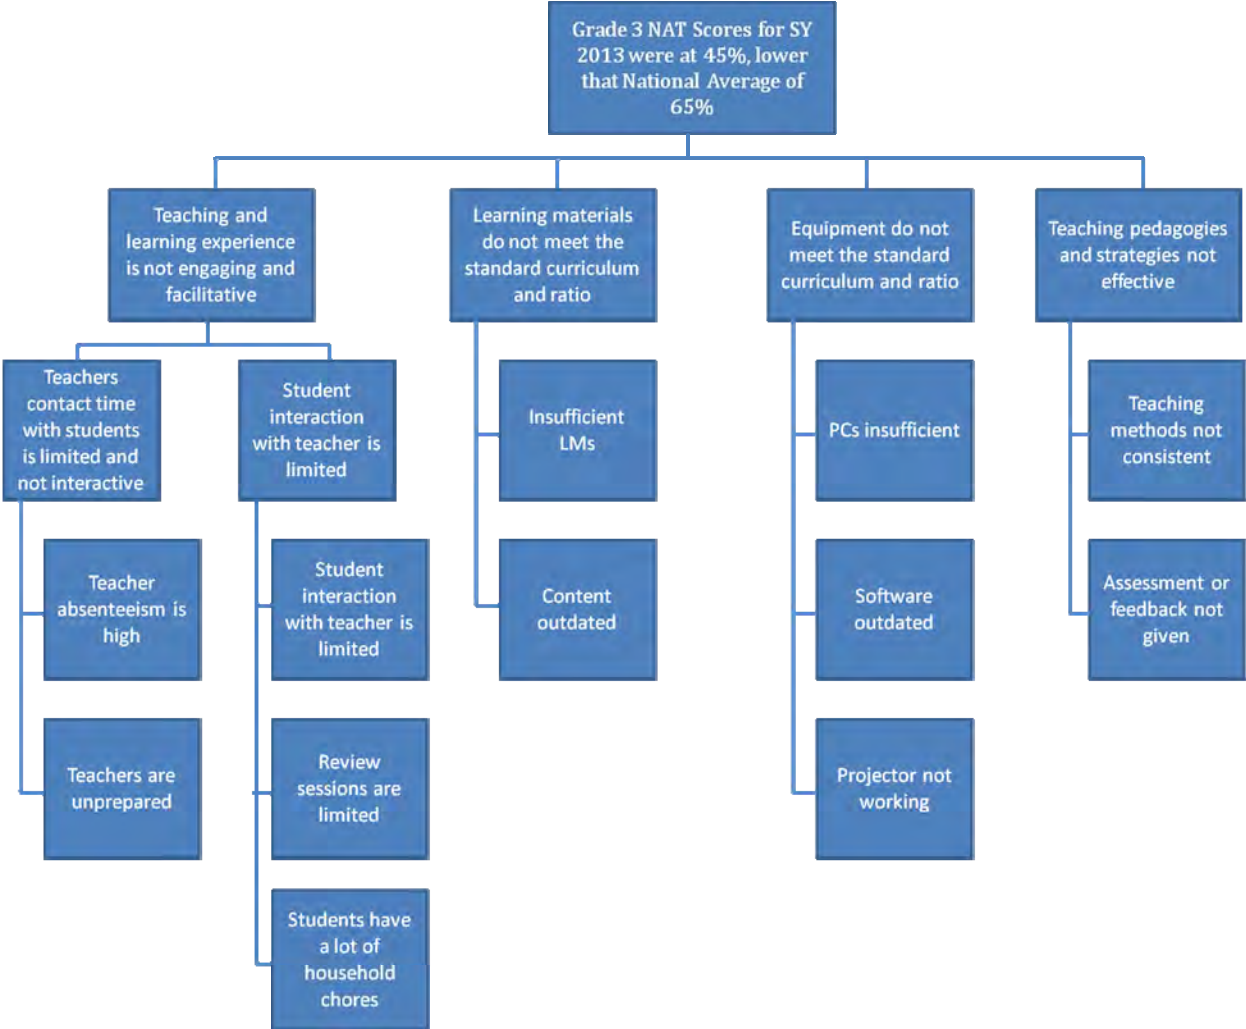 Grade 3 NAT Scores for SY
2013 were at 45%, lower
that National Average of
65%
Teaching and
learning experience
is not engaging and
facilitative
Learning materials
do not meet the
standard curriculum
and ratio
Equipment do not
meet the standard
curriculum and ratio
Teaching pedagogies
and strategies not
effective
Teachers
contact time
with students
is limited and
not interactive
Student
interaction
with teacher is
limited
Insufficient
LMs
PCs insufficient
Teaching
methods not
consistent
Teacher
absenteeism is
high
Student
interaction
with teacher is
limited
Content
outdated
Software
outdated
Assessment or
feedback not
given
Teachers are
unprepared
Review
sessions are
limited
Projector not
working
Students have
a lot of
household
chores